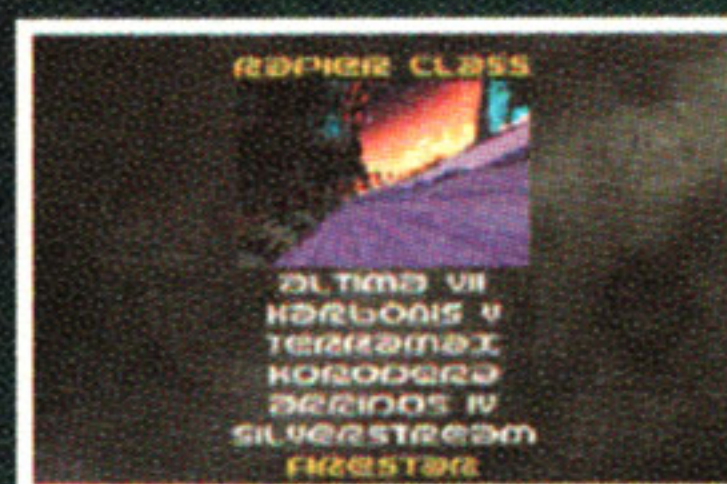 RAPIER CLASS
ALTIMA VII
KARBONIS V
TERRAMAX
KORODERA
ARRIDOS IV
SILVERSTREAM
FIRESTAR